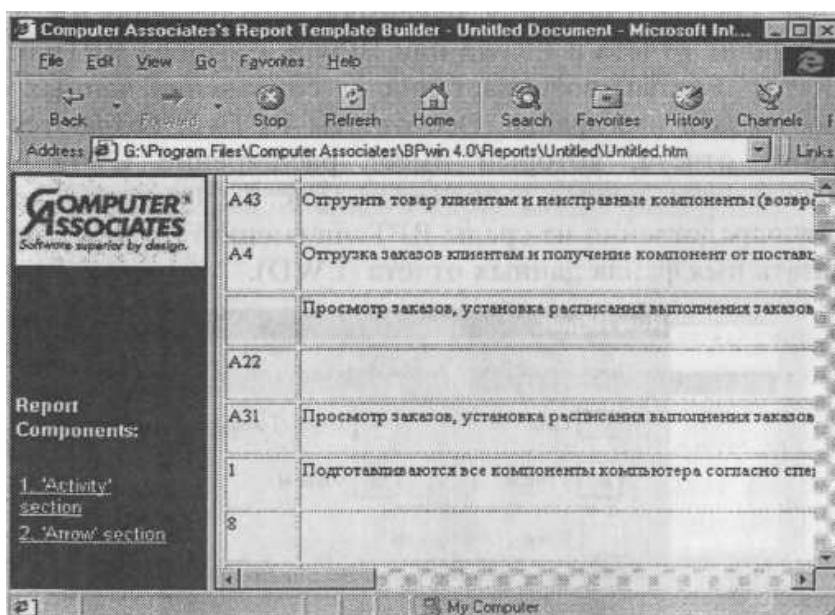 Computer Associates's Report Template Builder - Untitled Document - Microsoft Int...
File Edit View Go Favorites Help
Back Forward Stop Refresh Home Search Favorites History Channels F
Address G:\Program Files\Computer Associates\BPwin 4.0\Reports\Untitled\Untitled.htm Links
COMPUTER®
ASSOCIATES
Software superior by design.
Report
Components:
1. 'Activity'
section
2. 'Arrow' section
A43 Отгрузить товар клиентам и неисправные компоненты (возвра
A4 Отгрузка заказов клиентам и получение компонент от постав
Просмотр заказов, установка расписания выполнения заказов
A22
A31 Просмотр заказов, установка расписания выполнения заказов
1 Подготавливаются все компоненты компьютера согласно спе
8
My Computer